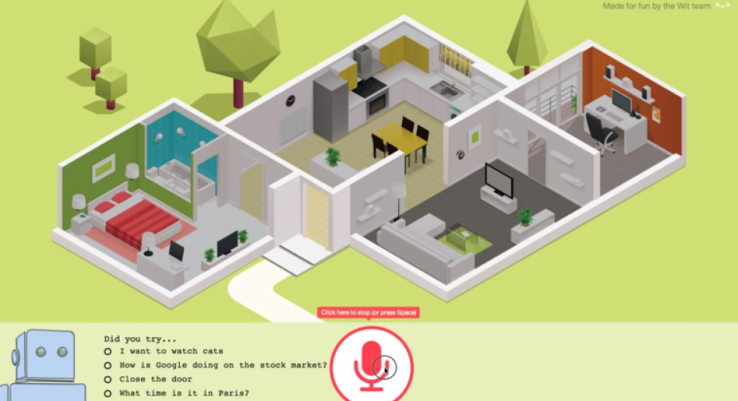 Made for fun by the Wit team ^_^
Click here to stop (or press Space)
Did you try...
I want to watch cats
How is Google doing on the stock market?
Close the door
What time is it in Paris?